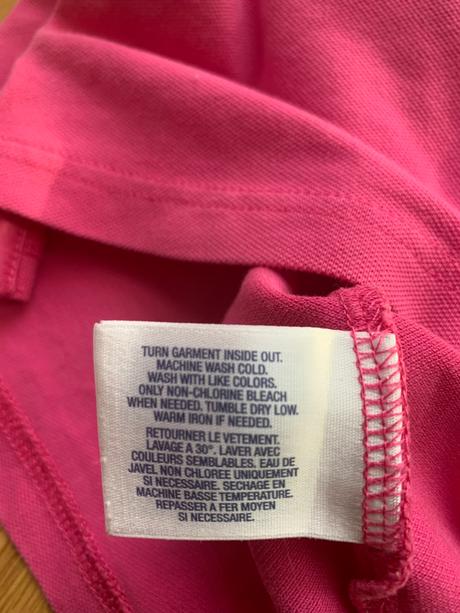 TURN GARMENT INSIDE OUT.
MACHINE WASH COLD.
WASH WITH LIKE COLORS.
ONLY NON-CHLORINE BLEACH
WHEN NEEDED. TUMBLE DRY LOW.
WARM IRON IF NEEDED.
RETOURNER LE VETEMENT.
LAVAGE A 30°. LAVER AVEC
COULEURS SEMBLABLES. EAU DE
JAVEL NON CHLOREE UNIQUEMENT
SI NECESSAIRE. SECHAGE EN
MACHINE BASSE TEMPERATURE.
REPASSER A FER MOYEN
SI NECESSAIRE.